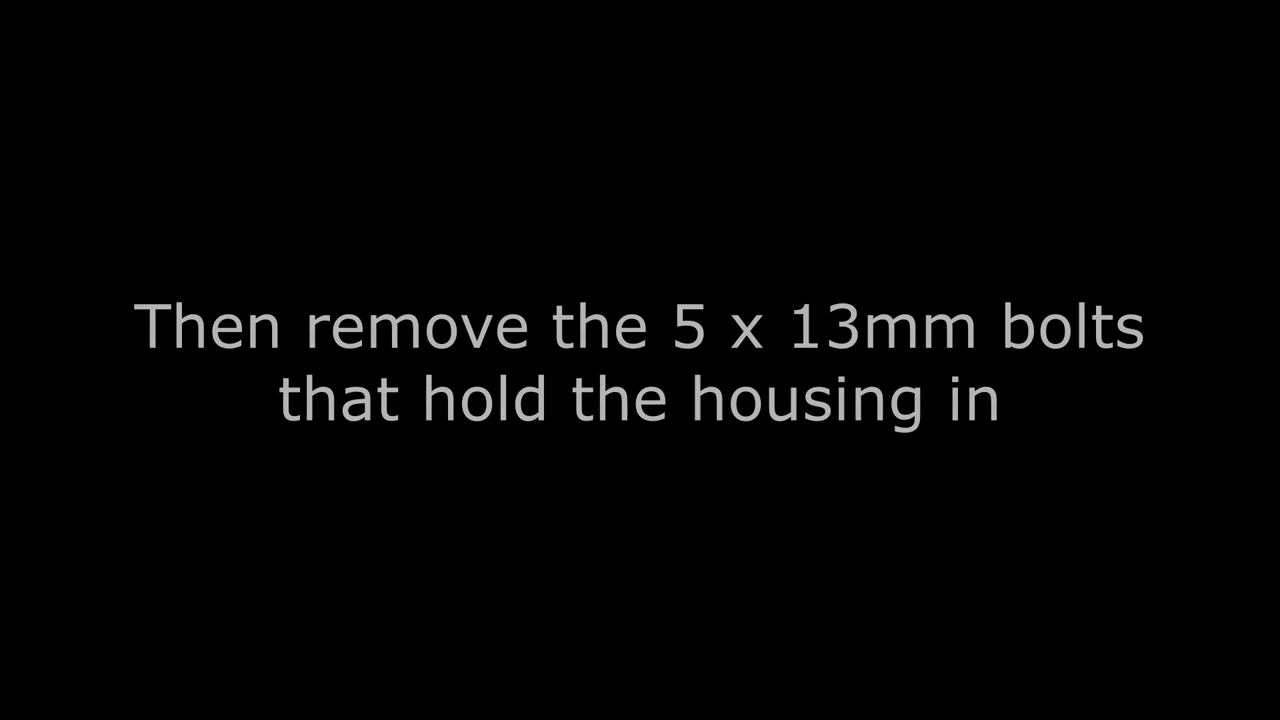 Then remove the 5 x 13mm bolts
that hold the housing in